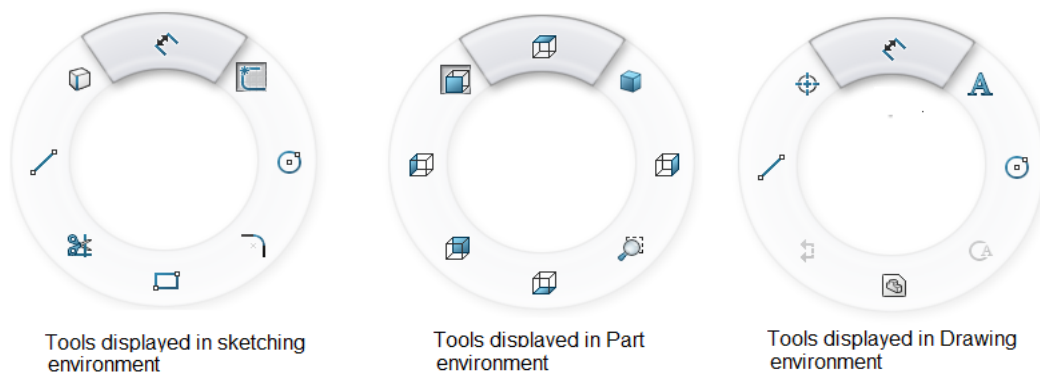 Tools displayed in sketching
environment
Tools displayed in Part
environment
Tools displayed in Drawing
environment
A
A